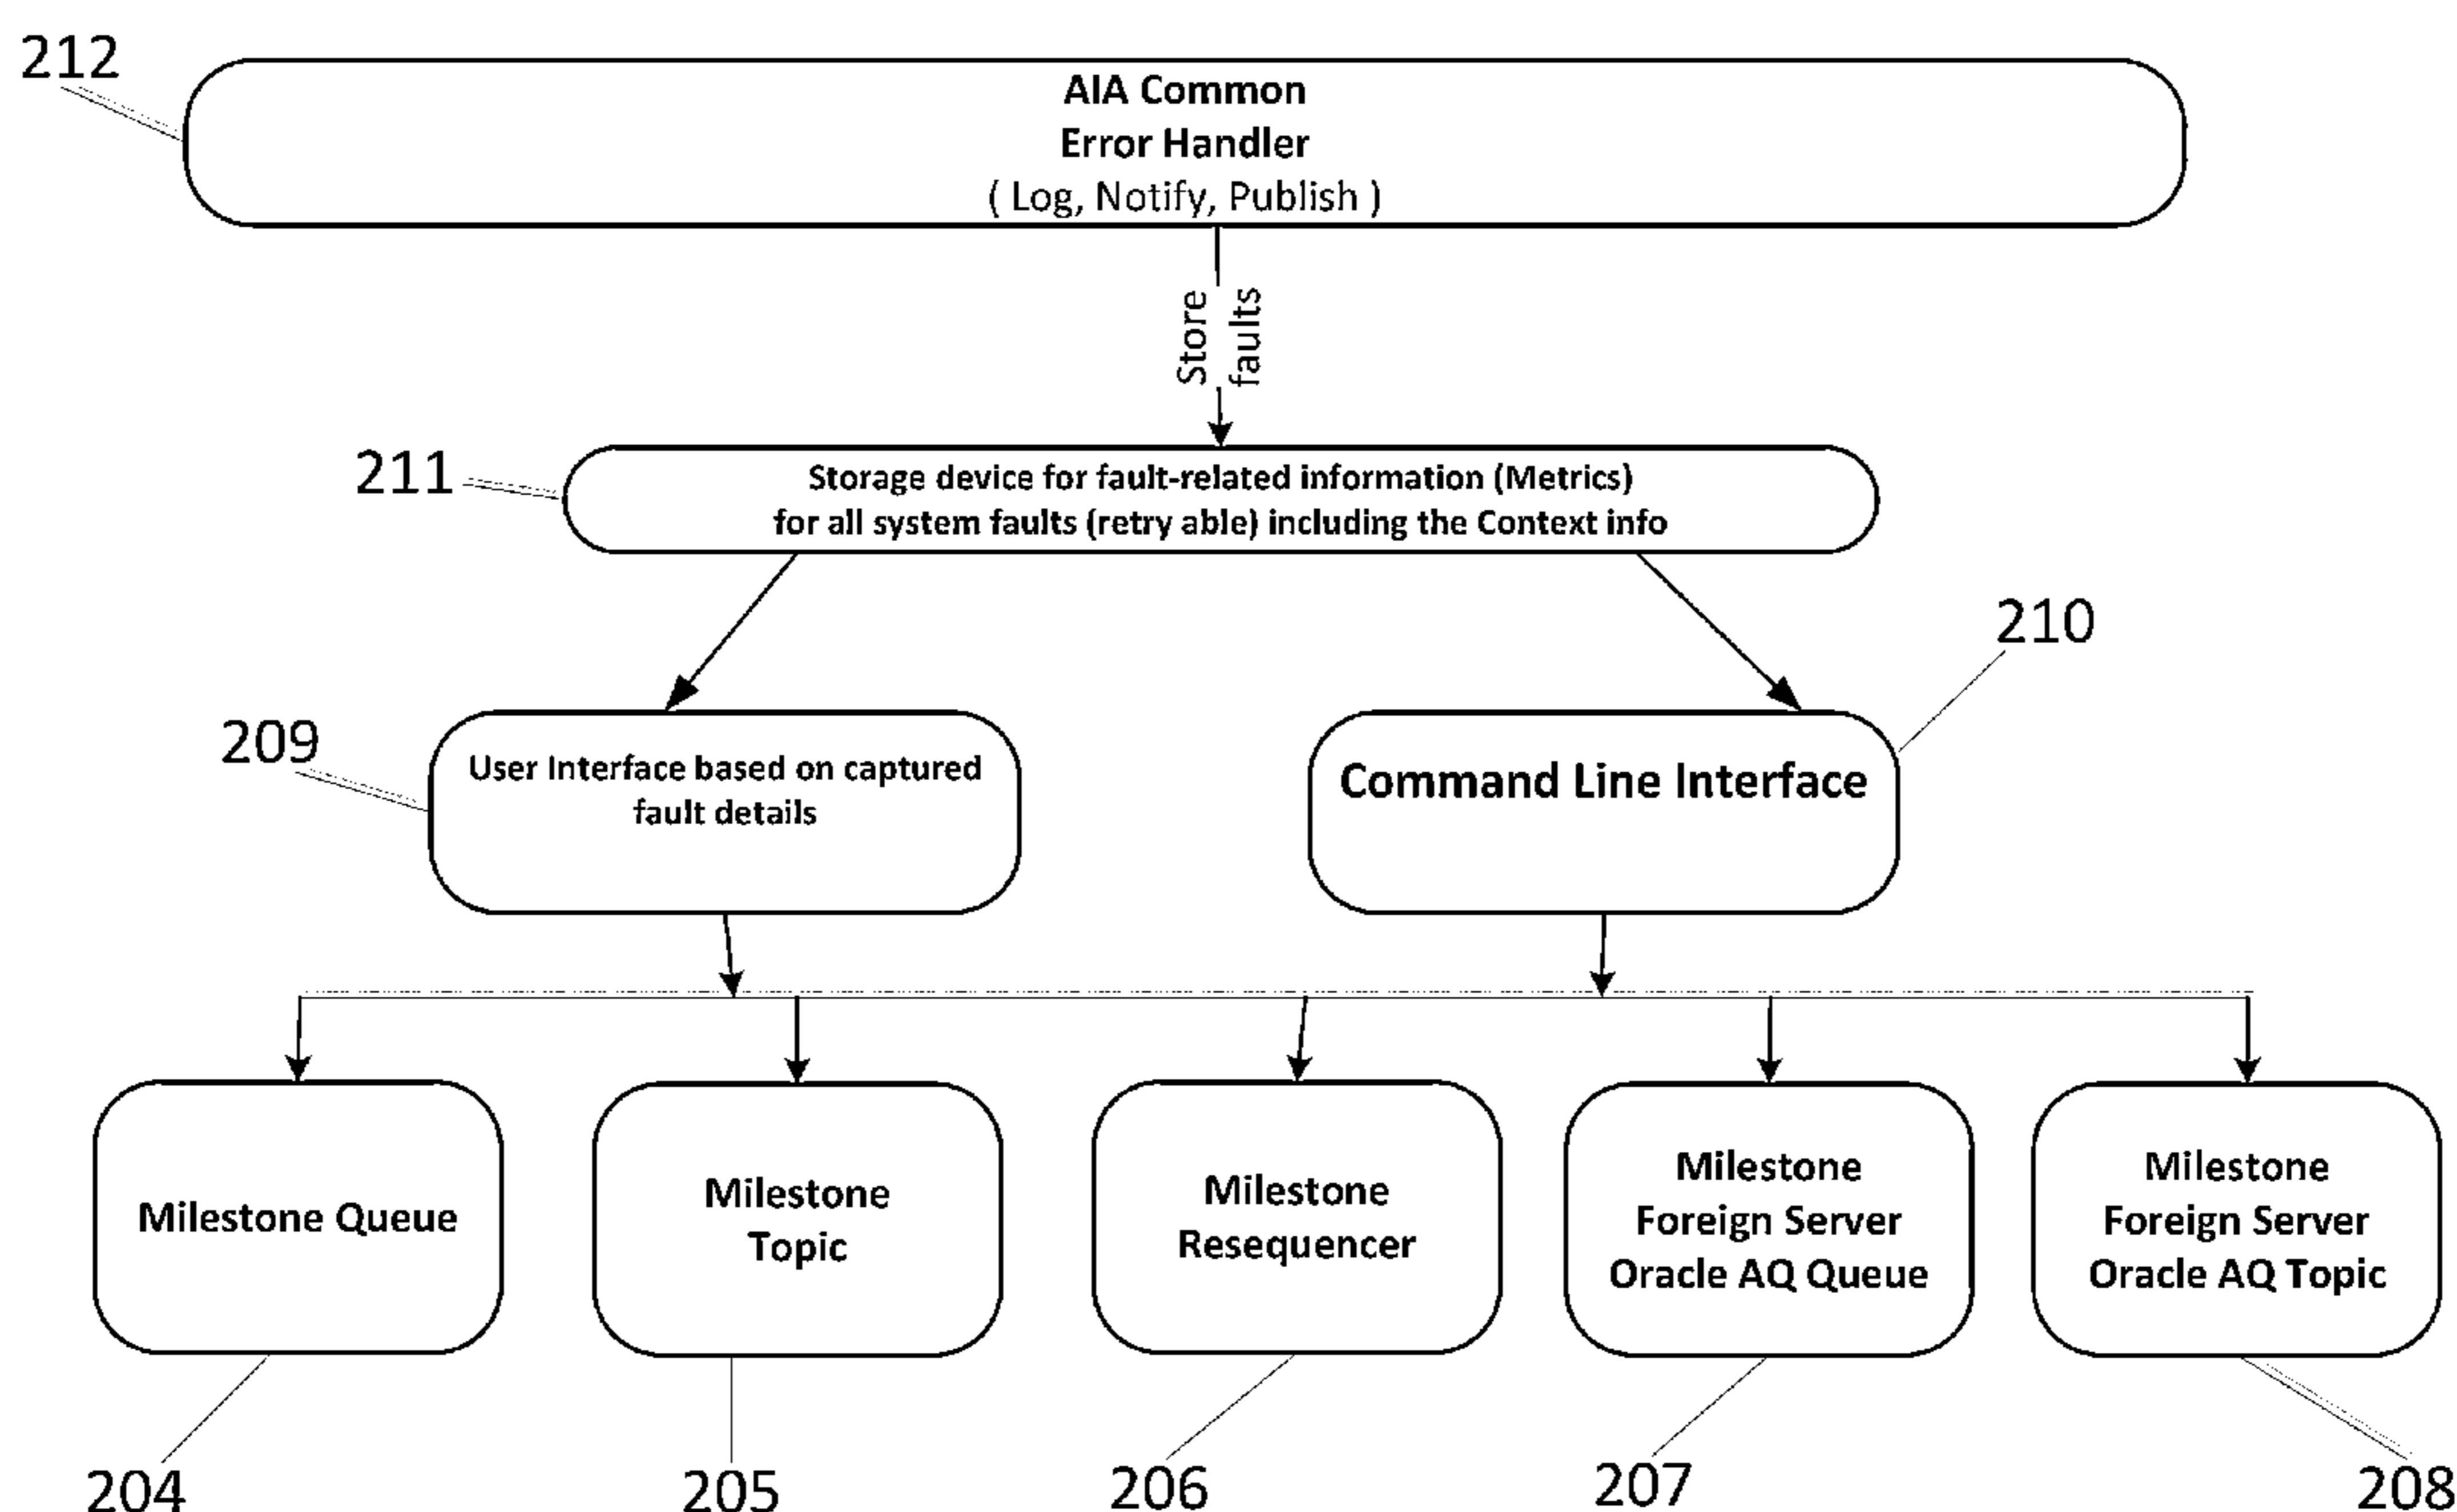 212
AIA Common
Error Handler
( Log, Notify, Publish )
Store
faults
211
Storage device for fault-related information (Metrics)
for all system faults (retry able) including the Context info
210
209
User Interface based on captured
fault details
Command Line Interface
Milestone Queue
Milestone
Topic
Milestone
Resequencer
Milestone
Foreign Server
Oracle AQ Queue
Milestone
Foreign Server
Oracle AQ Topic
204
205
206
207
208